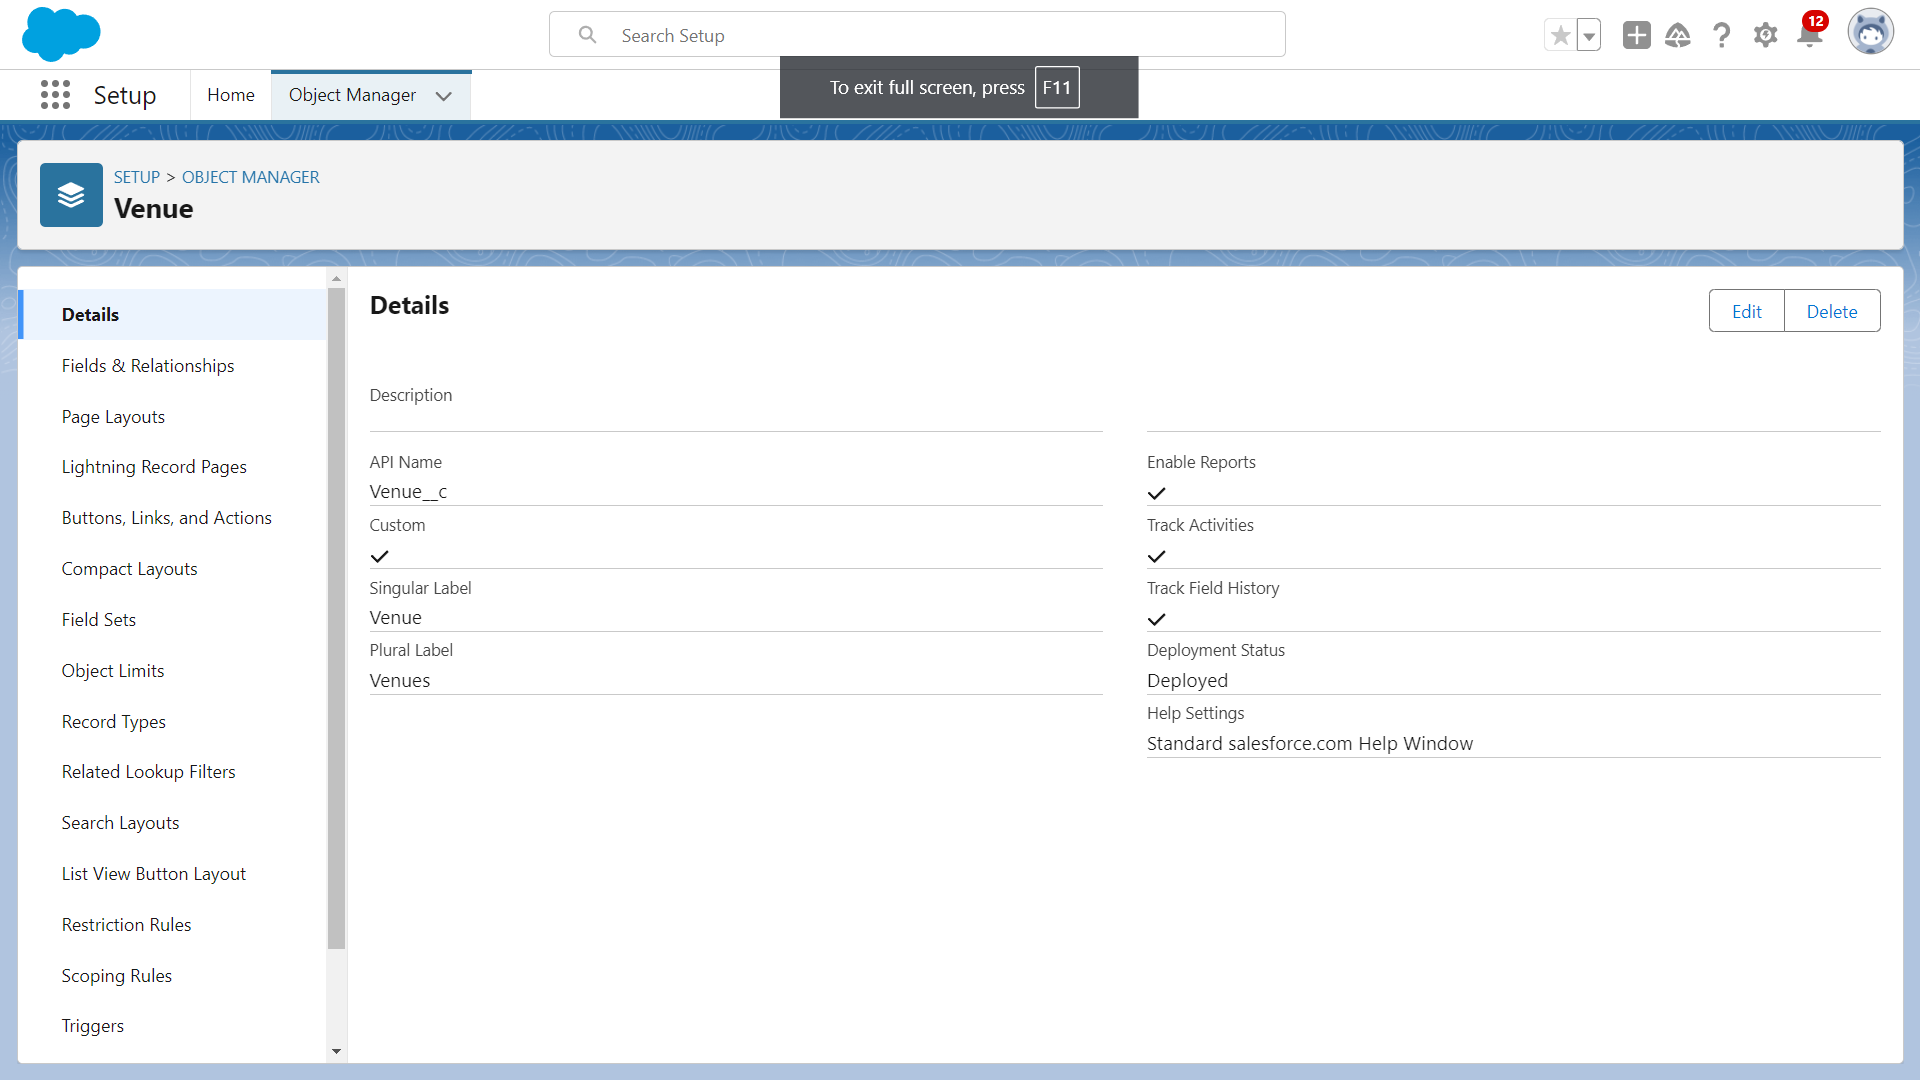 Search Setup
12
Setup
Home
Object Manager
To exit full screen, press F11
SETUP > OBJECT MANAGER
Venue
Details
Fields & Relationships
Page Layouts
Lightning Record Pages
Buttons, Links, and Actions
Compact Layouts
Field Sets
Object Limits
Record Types
Related Lookup Filters
Search Layouts
List View Button Layout
Restriction Rules
Scoping Rules
Triggers
Details
Edit
Delete
Description
API Name
Venue__c
Custom
Singular Label
Venue
Plural Label
Venues
Enable Reports
Track Activities
Track Field History
Deployment Status
Deployed
Help Settings
Standard salesforce.com Help Window